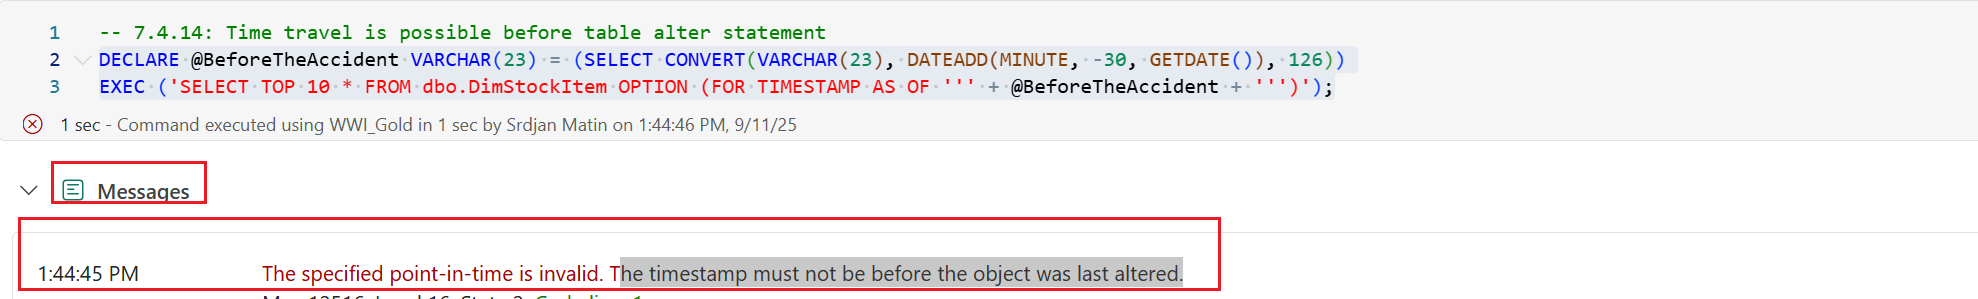 1 -- 7.4.14: Time travel is possible before table alter statement
2 DECLARE @BeforeTheAccident VARCHAR(23) = (SELECT CONVERT(VARCHAR(23), DATEADD(MINUTE, -30, GETDATE()), 126))
3 EXEC ('SELECT TOP 10 * FROM dbo.DimStockItem OPTION (FOR TIMESTAMP AS OF ''' + @BeforeTheAccident + ''')');
1 sec - Command executed using WWI_Gold in 1 sec by Srdjan Matin on 1:44:46 PM, 9/11/25
Messages
1:44:45 PM The specified point-in-time is invalid. The timestamp must not be before the object was last altered.